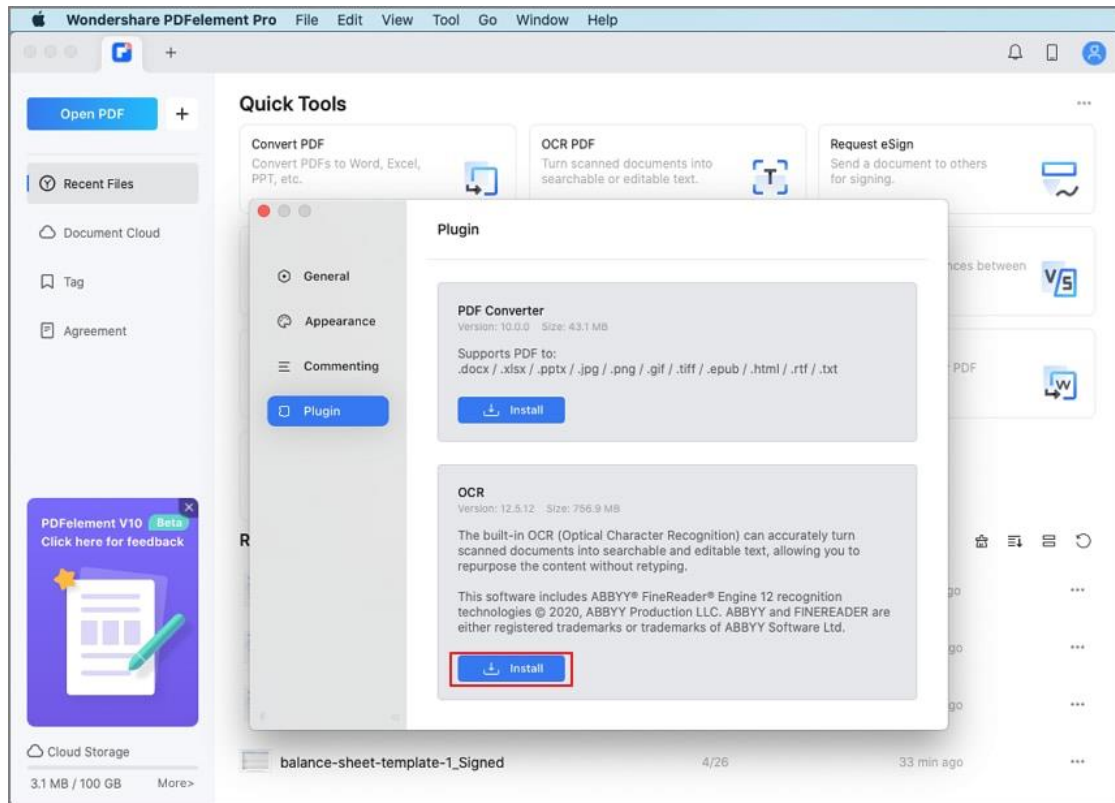 Wondershare PDFelement Pro File Edit View Tool Go Window Help
Open PDF
Recent Files
Document Cloud
Tag
Agreement
PDFelement V10 Beta
Click here for feedback
Cloud Storage
3.1 MB / 100 GB More>
Quick Tools
Convert PDF
Convert PDFs to Word, Excel,
PPT, etc.
OCR PDF
Turn scanned documents into
searchable or editable text.
Request eSign
Send a document to others
for signing.
between
PDF
General
Appearance
Commenting
Plugin
Plugin
PDF Converter
Version: 10.0.0 Size: 43.1 MB
Supports PDF to:
.docx / .xlsx / .pptx / .jpg / .png / .gif / .tiff / .epub / .html / .rtf / .txt
Install
OCR
Version: 12.5.12 Size: 756.9 MB
The built-in OCR (Optical Character Recognition) can accurately turn
scanned documents into searchable and editable text, allowing you to
repurpose the content without retyping.
This software includes ABBYY® FineReader® Engine 12 recognition
technologies © 2020, ABBYY Production LLC. ABBYY and FINEREADER are
either registered trademarks or trademarks of ABBYY Software Ltd.
Install
balance-sheet-template-1_Signed 4/26 33 min ago